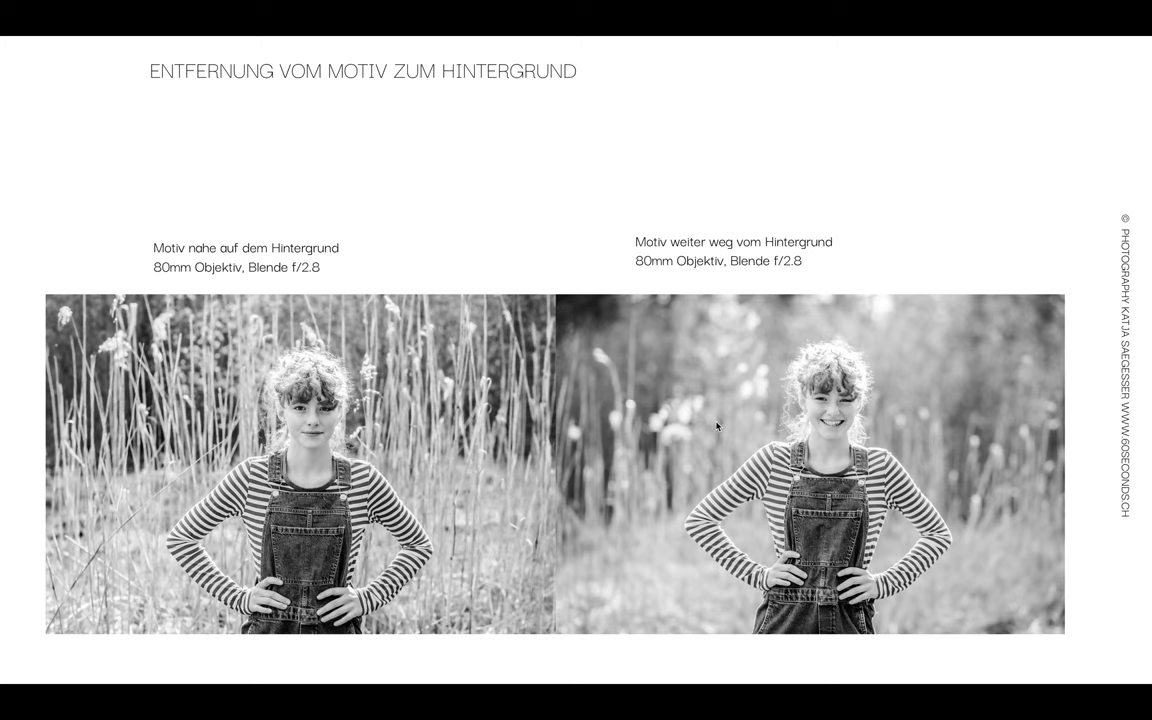 ENTFERNUNG VOM MOTIV ZUM HINTERGRUND
Motiv nahe auf dem Hintergrund
80mm Objektiv, Blende f/2.8
Motiv weiter weg vom Hintergrund
80mm Objektiv, Blende f/2.8
© PHOTOGRAPHY KATJA SAEGESSER WWW.60SECONDS.CH